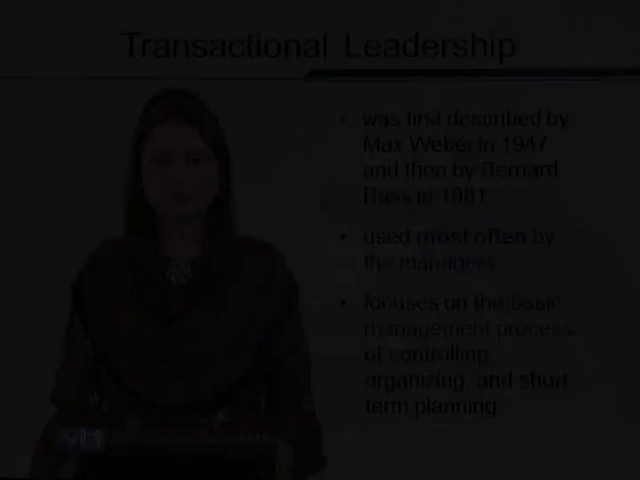 Transactional Leadership
• was first described by
Max Weber in 1947
and then by Bernard
Bass in 1981
• used most often by
the managers
• focuses on the basic
management process
of controlling,
organizing, and short
term planning.